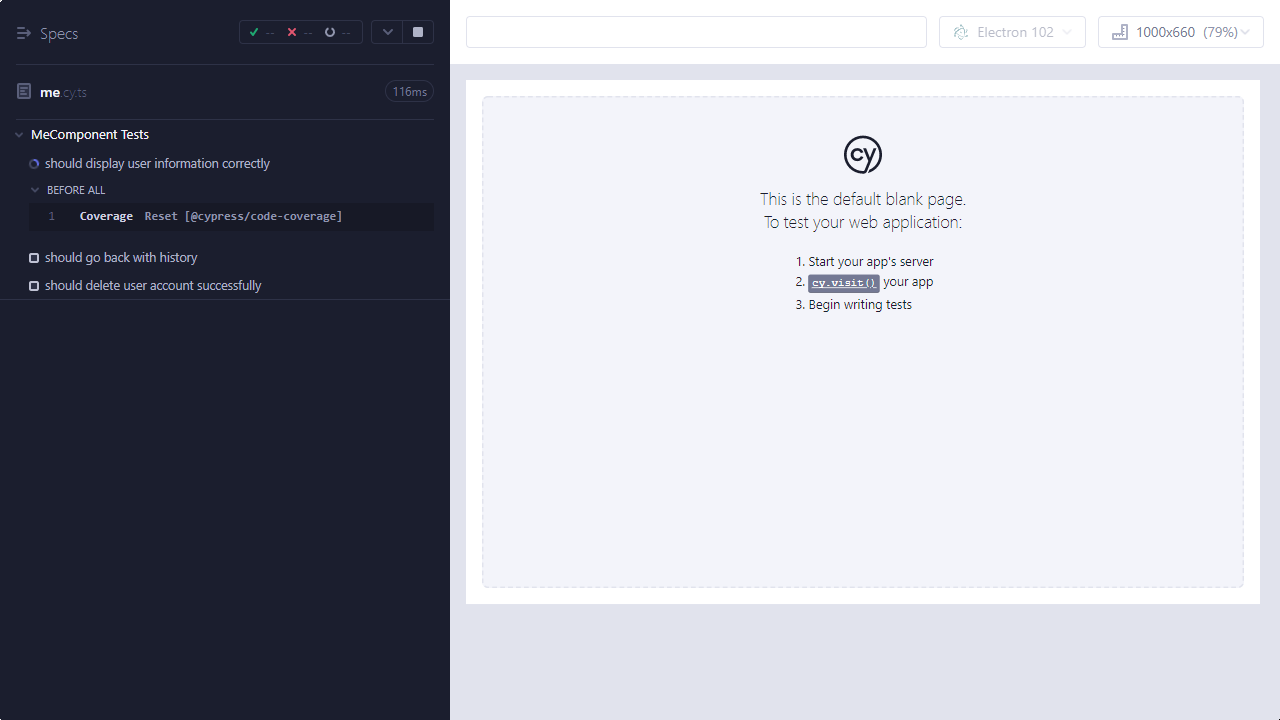 Specs
-- -- --
me.cy.ts 116ms
MeComponent Tests
should display user information correctly
BEFORE ALL
1 Coverage Reset [@cypress/code-coverage]
should go back with history
should delete user account successfully
Electron 102
1000x660 (79%)
cy
This is the default blank page.
To test your web application:
1. Start your app's server
2. cy.visit() your app
3. Begin writing tests